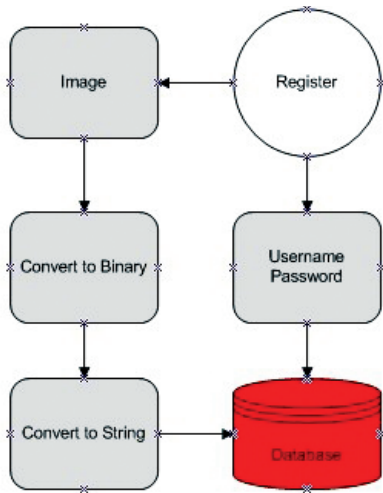 Image
Register
Convert to Binary
Username
Password
Convert to String
Database